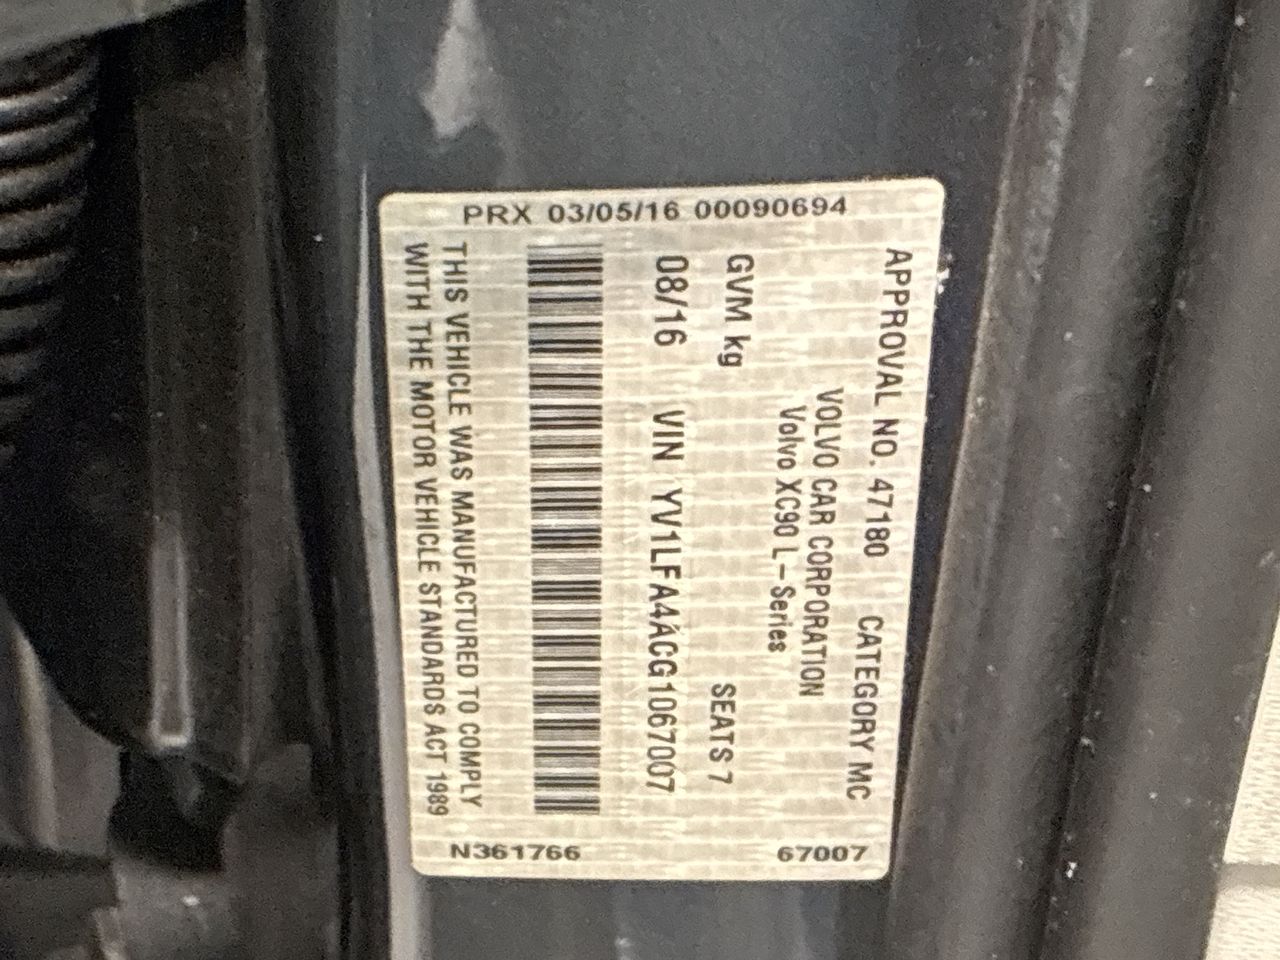 PRX 03/05/16 00090694
APPROVAL NO. 47180 CATEGORY MC
VOLVO CAR CORPORATION
Volvo XC90 L-Series
GVM kg SEATS 7
08/16 VIN YV1LFA4ACG1067007
THIS VEHICLE WAS MANUFACTURED TO COMPLY
WITH THE MOTOR VEHICLE STANDARDS ACT 1989
N361766 67007